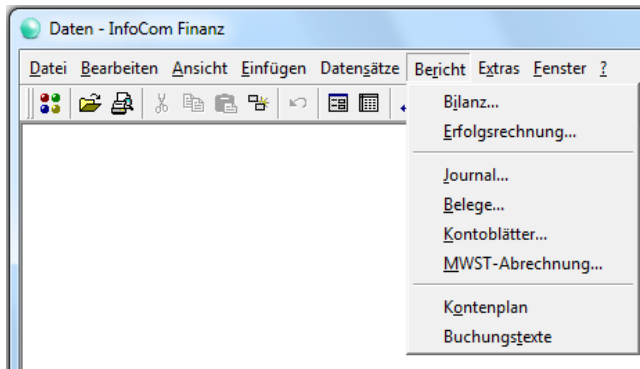 Daten - InfoCom Finanz
Datei Bearbeiten Ansicht Einfügen Datensätze Bericht Extras Fenster ?
Bilanz...
Erfolgsrechnung...
Journal...
Belege...
Kontoblätter...
MWST-Abrechnung...
Kontenplan
Buchungstexte